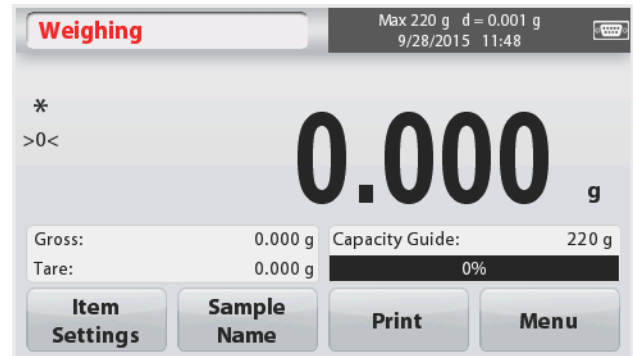 Weighing
Max 220 g d = 0.001 g
9/28/2015 11:48
*
>0<
0.000 g
Gross: 0.000 g
Tare: 0.000 g
Capacity Guide: 220 g
0%
Item
Settings
Sample
Name
Print
Menu